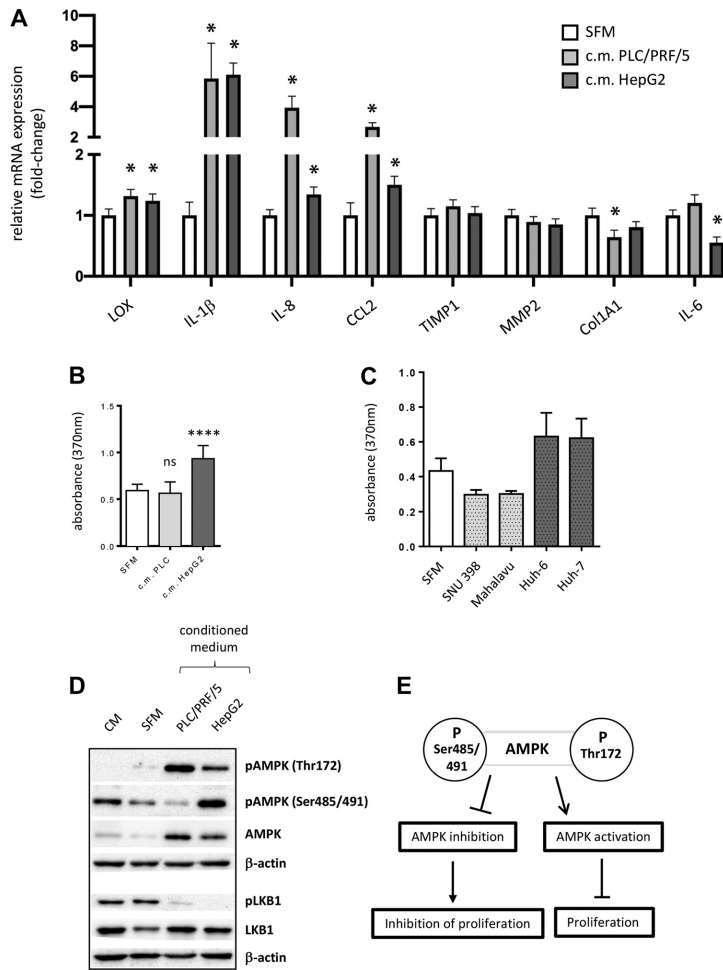 A
relative mRNA expression
(fold-change)
10
8
6
4
2
2
1
0
SFM
c.m. PLC/PRF/5
c.m. HepG2
* *
* *
* *
* *
*
*
LOX
IL-1β
IL-8
CCL2
TIMP1
MMP2
Col1A1
IL-6
B
absorbance (370nm)
1.5
1.0
0.5
0.0
ns
****
SFM
c.m. PLC
c.m. HepG2
C
absorbance (370nm)
1.0
0.8
0.6
0.4
0.2
0.0
SFM
SNU 398
Mahalavu
Huh-6
Huh-7
conditioned
medium
D
CM
SFM
PLC/PRF/5
HepG2
pAMPK (Thr172)
pAMPK (Ser485/491)
AMPK
β-actin
pLKB1
LKB1
β-actin
E
P
Ser485/
491
AMPK
P
Thr172
AMPK inhibition
AMPK activation
Inhibition of proliferation
Proliferation